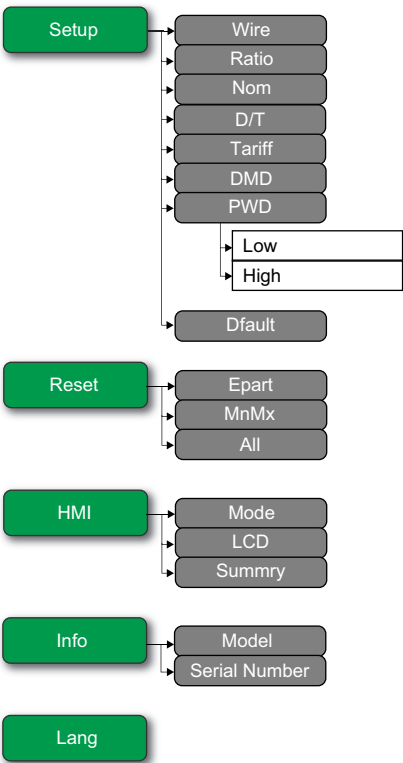 Setup
Wire
Ratio
Nom
D/T
Tariff
DMD
PWD
Low
High
Dfault
Reset
Epart
MnMx
All
HMI
Mode
LCD
Summry
Info
Model
Serial Number
Lang